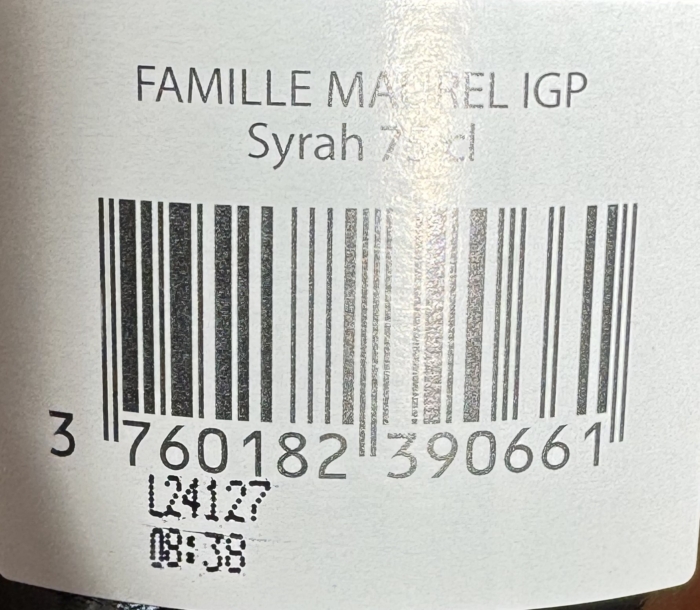 FAMILLE IGP
Syrah
3 760182 390661
L24127
08:38